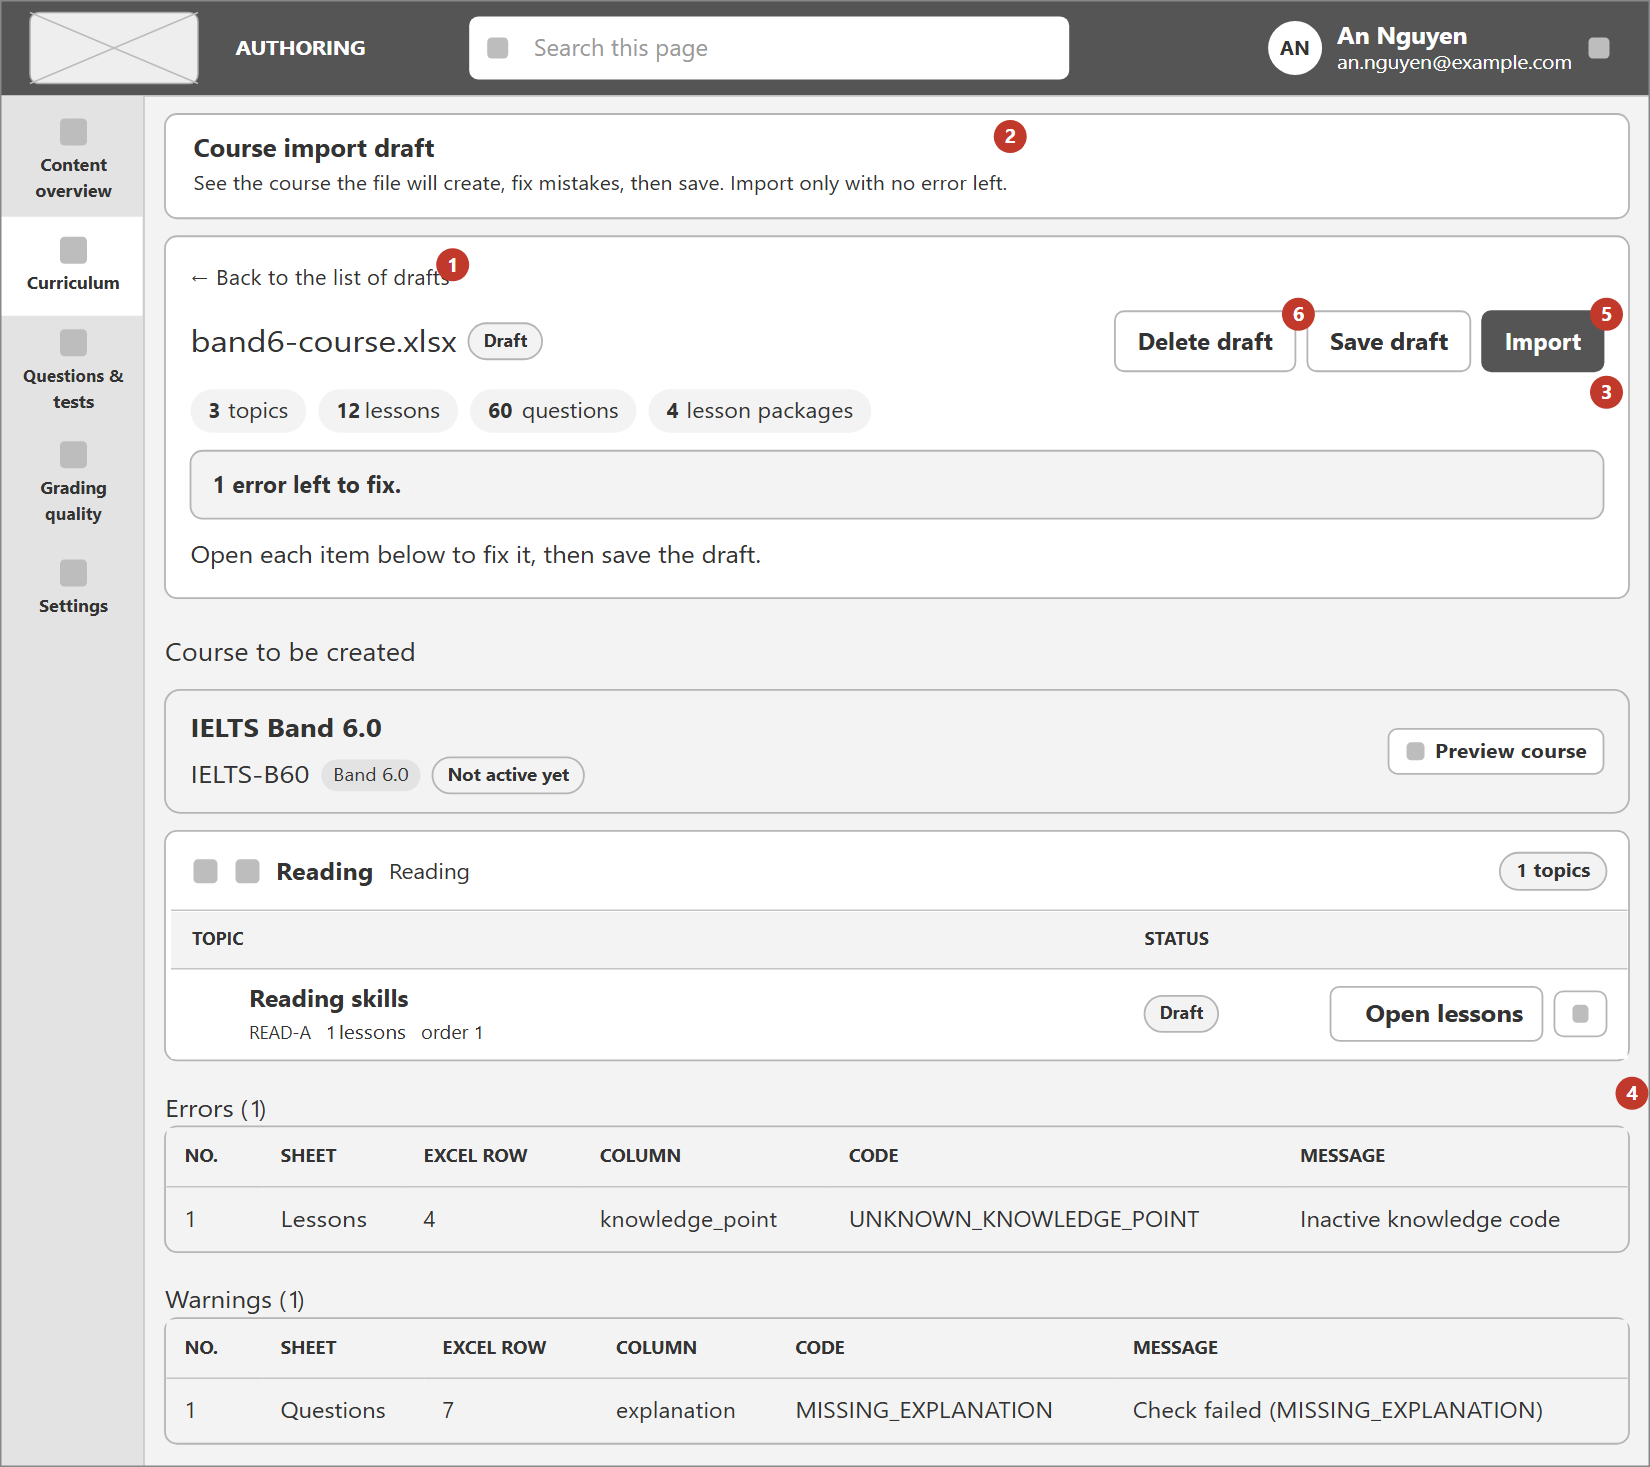 AUTHORING
Search this page
AN
An Nguyen
an.nguyen@example.com
Content
overview
Curriculum
Questions &
tests
Grading
quality
Settings
Course import draft
2
See the course the file will create, fix mistakes, then save. Import only with no error left.
← Back to the list of drafts
1
band6-course.xlsx
Draft
Delete draft
6
Save draft
Import
5
3
3 topics
12 lessons
60 questions
4 lesson packages
1 error left to fix.
Open each item below to fix it, then save the draft.
Course to be created
IELTS Band 6.0
IELTS-B60
Band 6.0
Not active yet
Preview course
Reading Reading
1 topics
TOPIC STATUS
Reading skills
READ-A 1 lessons order 1
Draft
Open lessons
4
Errors (1)
NO. SHEET EXCEL ROW COLUMN CODE MESSAGE
1 Lessons 4 knowledge_point UNKNOWN_KNOWLEDGE_POINT Inactive knowledge code
Warnings (1)
NO. SHEET EXCEL ROW COLUMN CODE MESSAGE
1 Questions 7 explanation MISSING_EXPLANATION Check failed (MISSING_EXPLANATION)